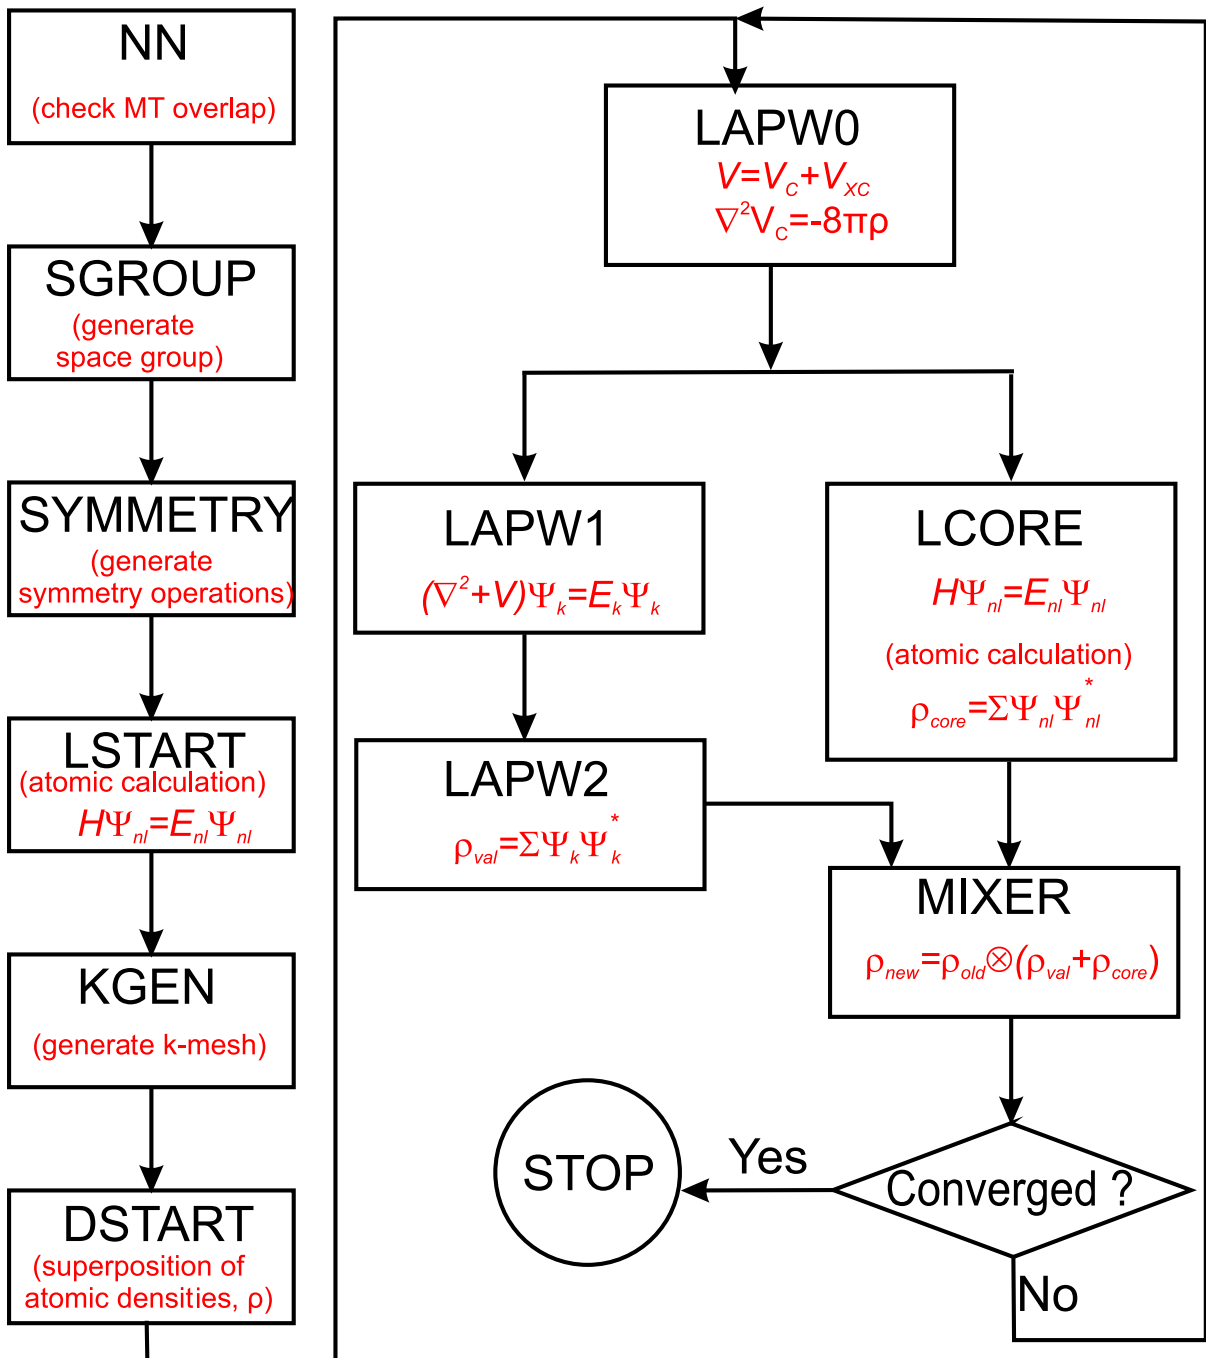 NN
(check MT overlap)
SGROUP
(generate
space group)
SYMMETRY
(generate
symmetry operations)
LSTART
(atomic calculation)
HΨnl=EnlΨnl
KGEN
(generate k-mesh)
DSTART
(superposition of
atomic densities, ρ)
LAPW0
V=VC+VXC
∇²VC=-8πρ
LAPW1
(∇²+V)Ψk=EkΨk
LCORE
HΨnl=EnlΨnl
(atomic calculation)
ρcore=ΣΨnlΨ*nl
LAPW2
ρval=ΣΨkΨ*k
MIXER
ρnew=ρold⊗(ρval+ρcore)
Converged ?
Yes
STOP
No